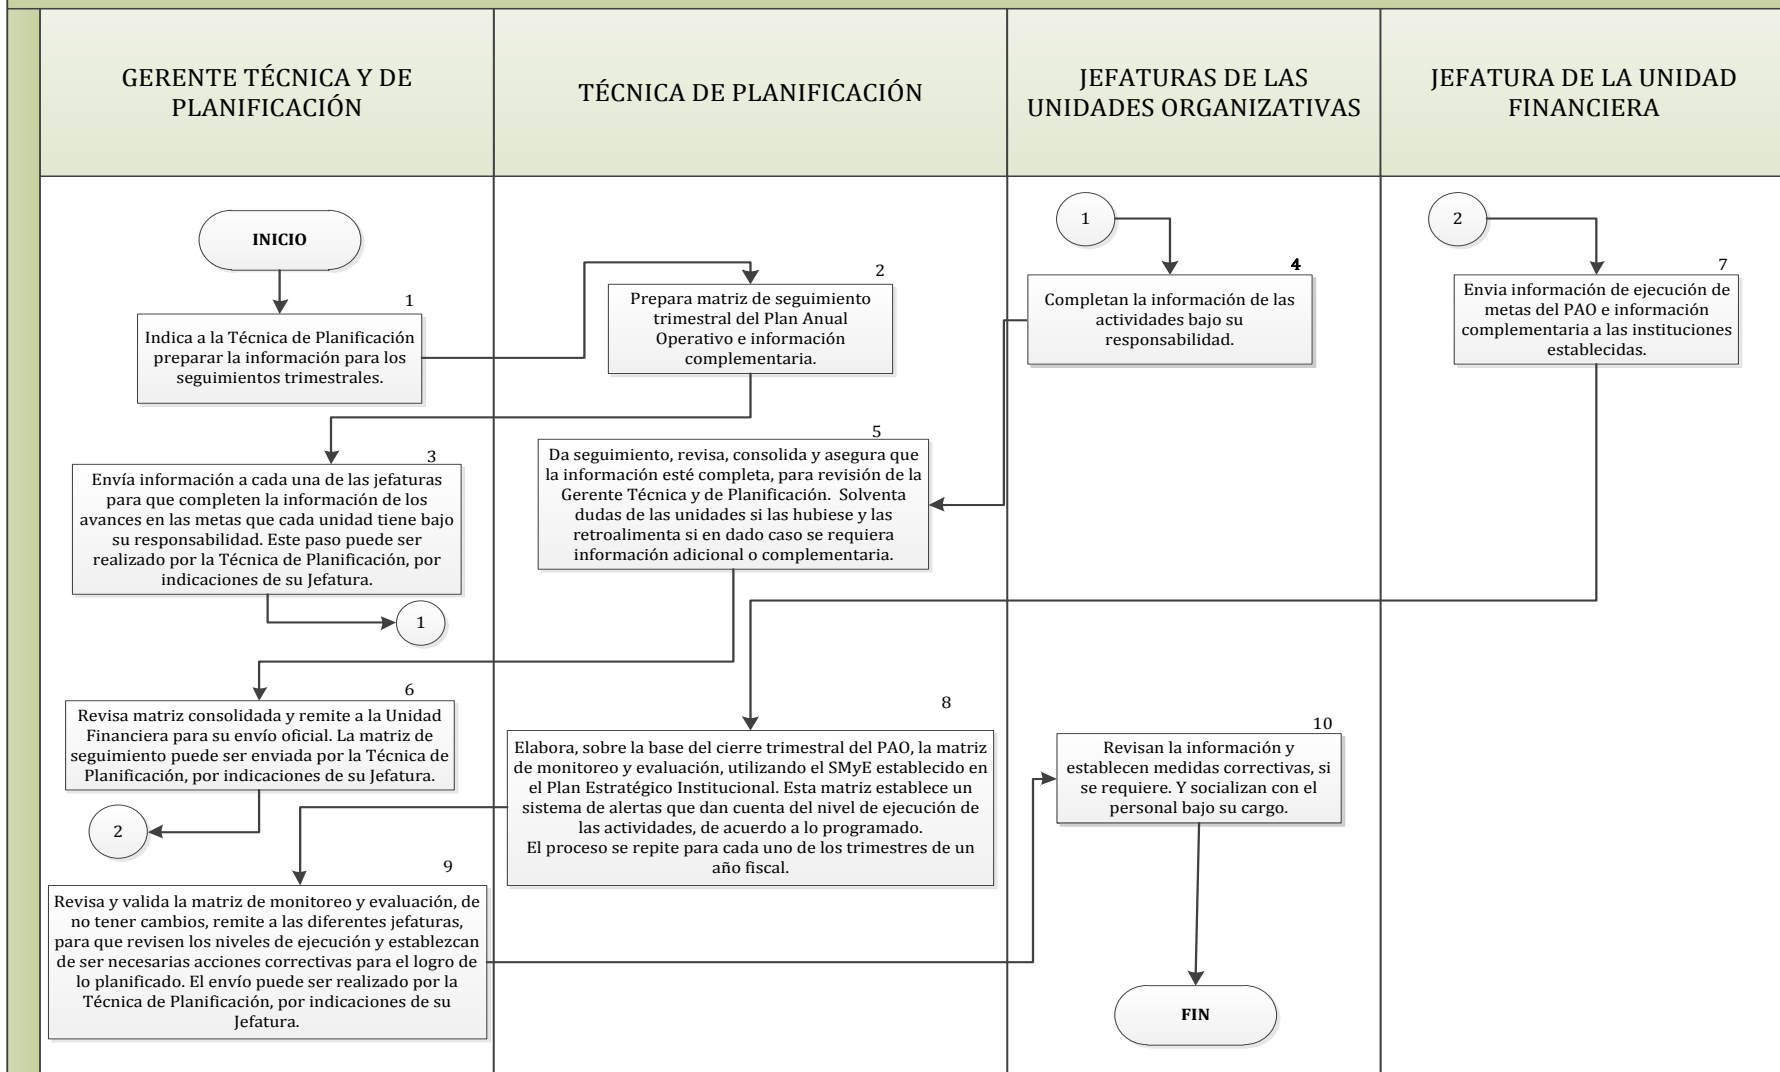 GERENTE TÉCNICA Y DE
PLANIFICACIÓN
TÉCNICA DE PLANIFICACIÓN
JEFATURAS DE LAS
UNIDADES ORGANIZATIVAS
JEFATURA DE LA UNIDAD
FINANCIERA
INICIO
1
Indica a la Técnica de Planificación
preparar la información para los
seguimientos trimestrales.
2
Prepara matriz de seguimiento
trimestral del Plan Anual
Operativo e información
complementaria.
3
Envía información a cada una de las jefaturas
para que completen la información de los
avances en las metas que cada unidad tiene bajo
su responsabilidad. Este paso puede ser
realizado por la Técnica de Planificación, por
indicaciones de su Jefatura.
1
1
4
Completan la información de las
actividades bajo su
responsabilidad.
5
Da seguimiento, revisa, consolida y asegura que
la información esté completa, para revisión de la
Gerente Técnica y de Planificación. Solventa
dudas de las unidades si las hubiese y las
retroalimenta si en dado caso se requiera
información adicional o complementaria.
6
Revisa matriz consolidada y remite a la Unidad
Financiera para su envío oficial. La matriz de
seguimiento puede ser enviada por la Técnica de
Planificación, por indicaciones de su Jefatura.
2
2
7
Envia información de ejecución de
metas del PAO e información
complementaria a las instituciones
establecidas.
8
Elabora, sobre la base del cierre trimestral del PAO, la matriz
de monitoreo y evaluación, utilizando el SMyE establecido en
el Plan Estratégico Institucional. Esta matriz establece un
sistema de alertas que dan cuenta del nivel de ejecución de
las actividades, de acuerdo a lo programado.
El proceso se repite para cada uno de los trimestres de un
año fiscal.
9
Revisa y valida la matriz de monitoreo y evaluación, de
no tener cambios, remite a las diferentes jefaturas,
para que revisen los niveles de ejecución y establezcan
de ser necesarias acciones correctivas para el logro de
lo planificado. El envío puede ser realizado por la
Técnica de Planificación, por indicaciones de su
Jefatura.
10
Revisan la información y
establecen medidas correctivas, si
se requiere. Y socializan con el
personal bajo su cargo.
FIN